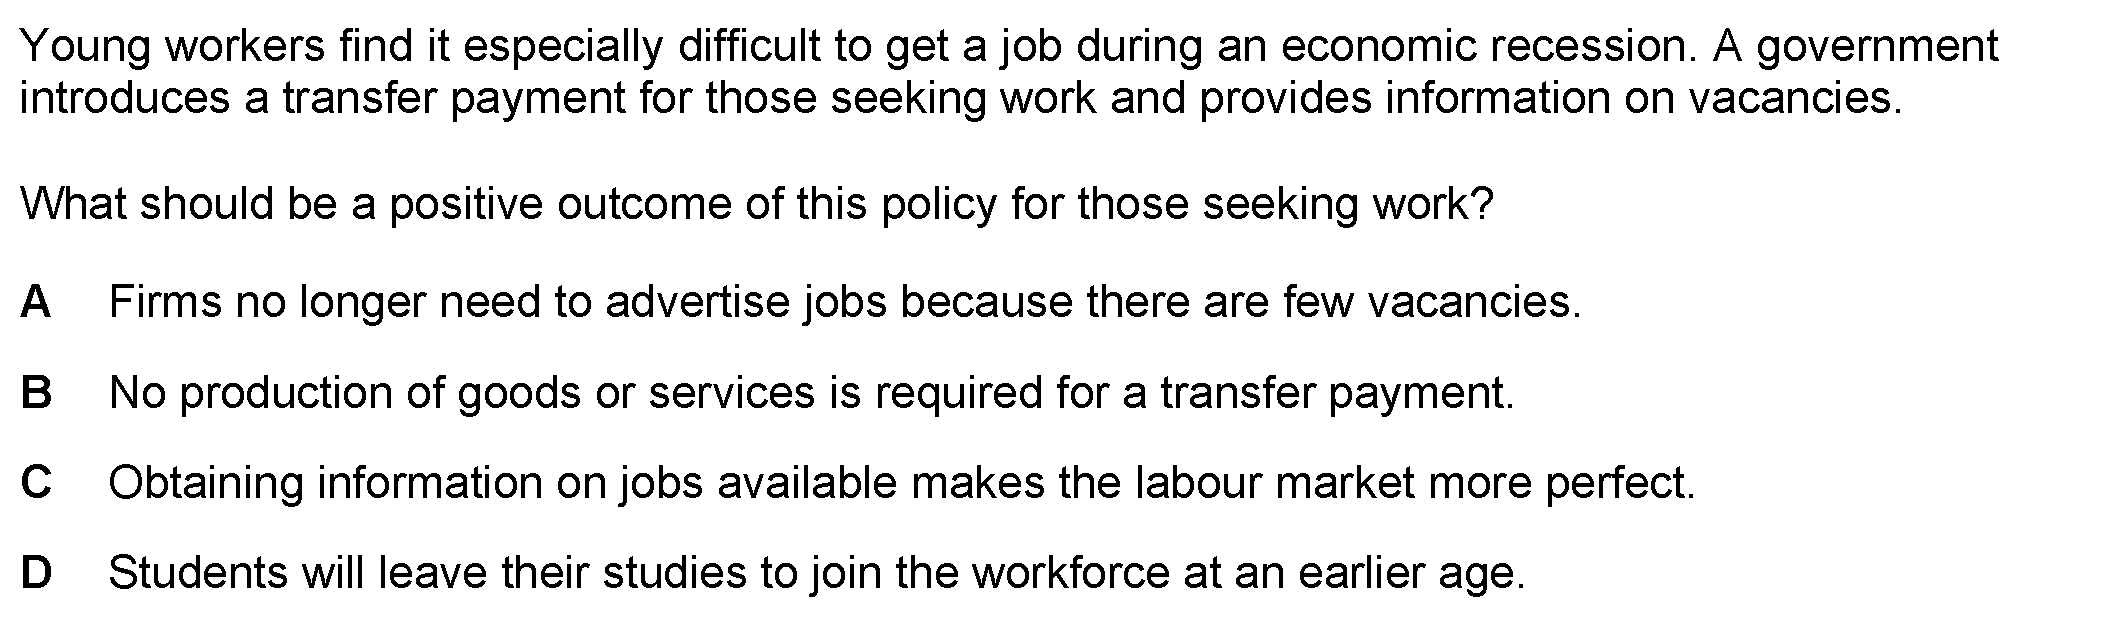 Young workers find it especially difficult to get a job during an economic recession. A government
introduces a transfer payment for those seeking work and provides information on vacancies.
What should be a positive outcome of this policy for those seeking work?
A Firms no longer need to advertise jobs because there are few vacancies.
B No production of goods or services is required for a transfer payment.
C Obtaining information on jobs available makes the labour market more perfect.
D Students will leave their studies to join the workforce at an earlier age.